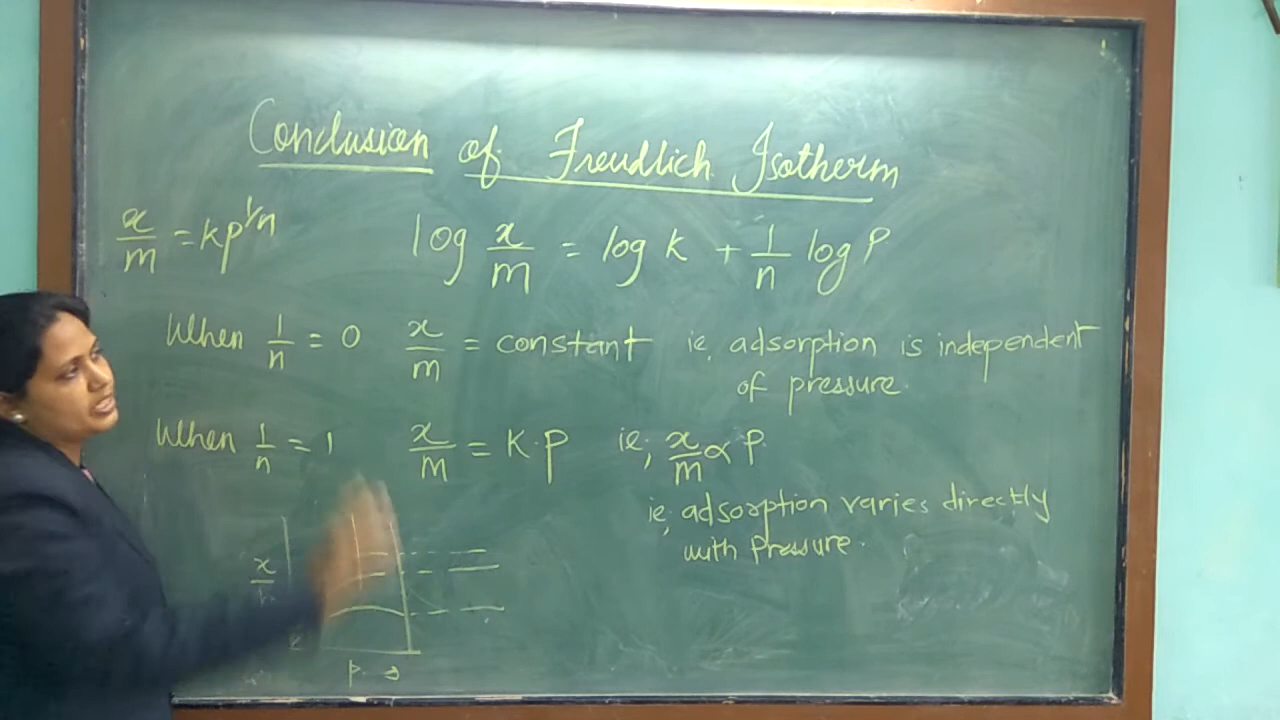 Conclusion of Freudlich Isotherm
x/m = kp^1/n
log x/m = log k + 1/n log P
When 1/n = 0 x/m = constant ie, adsorption is independent
of pressure.
When 1/n = 1 x/m = K.P ie; x/m ∝ P.
ie, adsorption varies directly
with Pressure.
x
P →